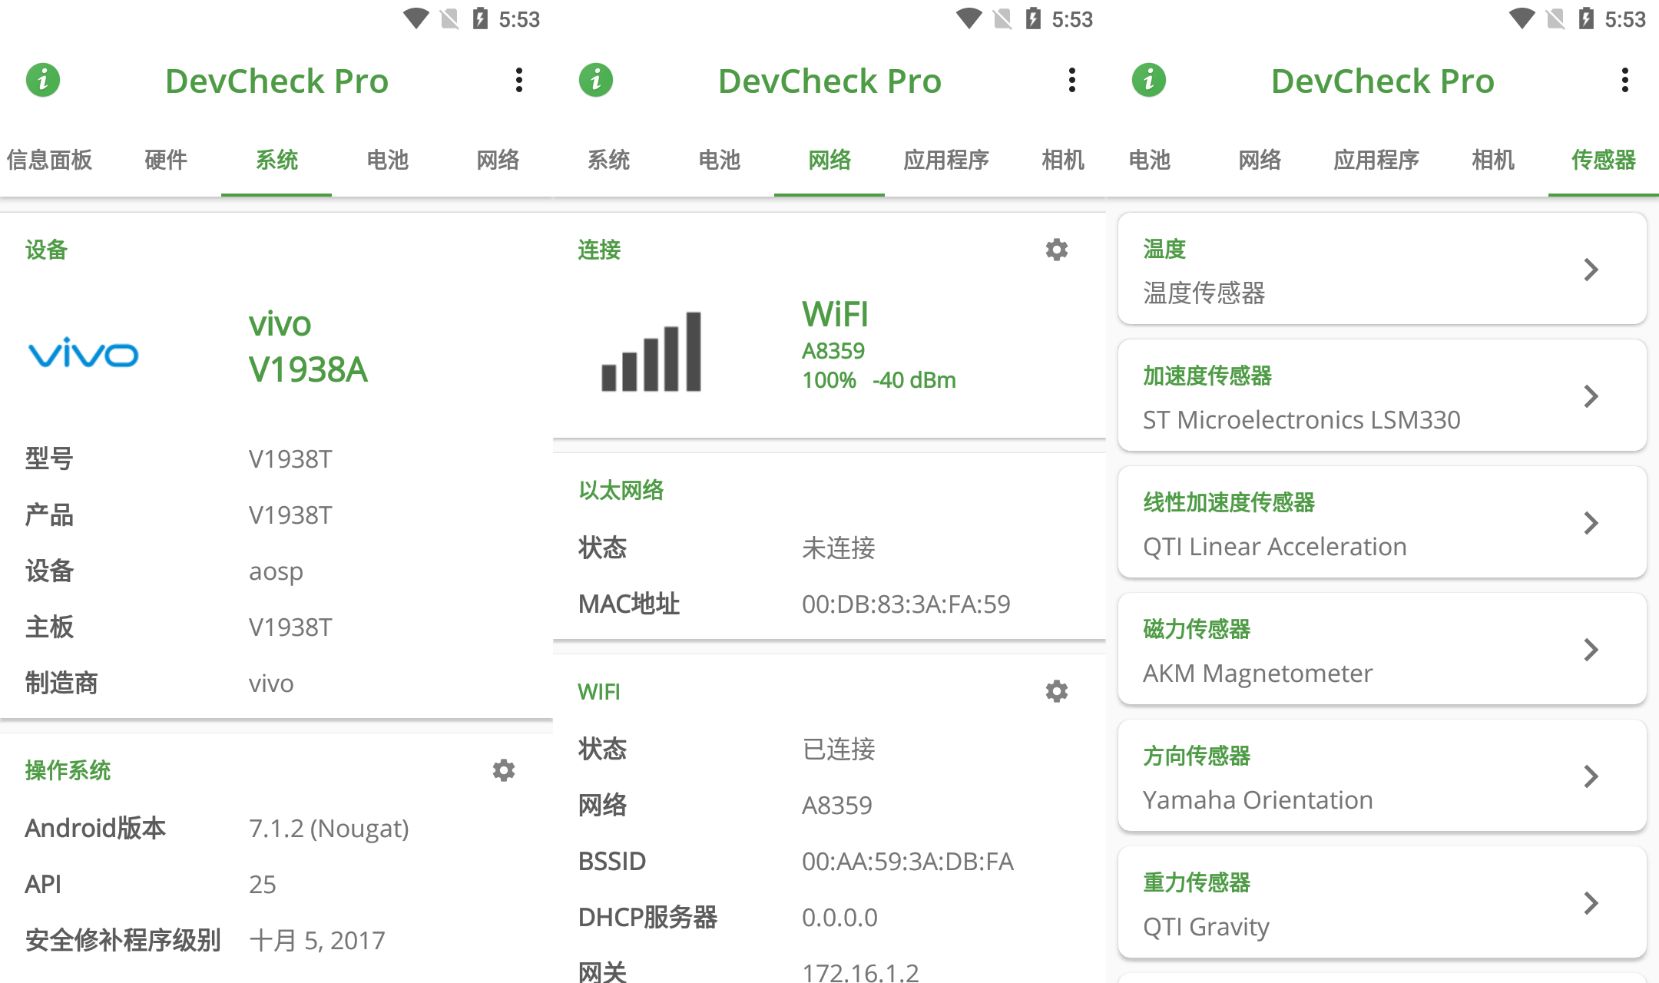 5:53
DevCheck Pro
信息面板 硬件 系统 电池 网络
设备
vivo
vivo
V1938A
型号 V1938T
产品 V1938T
设备 aosp
主板 V1938T
制造商 vivo
操作系统
Android版本 7.1.2 (Nougat)
API 25
安全修补程序级别 十月 5, 2017
5:53
DevCheck Pro
系统 电池 网络 应用程序 相机
连接
WiFI
A8359
100% -40 dBm
以太网络
状态 未连接
MAC地址 00:DB:83:3A:FA:59
WIFI
状态 已连接
网络 A8359
BSSID 00:AA:59:3A:DB:FA
DHCP服务器 0.0.0.0
网关 172.16.1.2
5:53
DevCheck Pro
电池 网络 应用程序 相机 传感器
温度
温度传感器
加速度传感器
ST Microelectronics LSM330
线性加速度传感器
QTI Linear Acceleration
磁力传感器
AKM Magnetometer
方向传感器
Yamaha Orientation
重力传感器
QTI Gravity